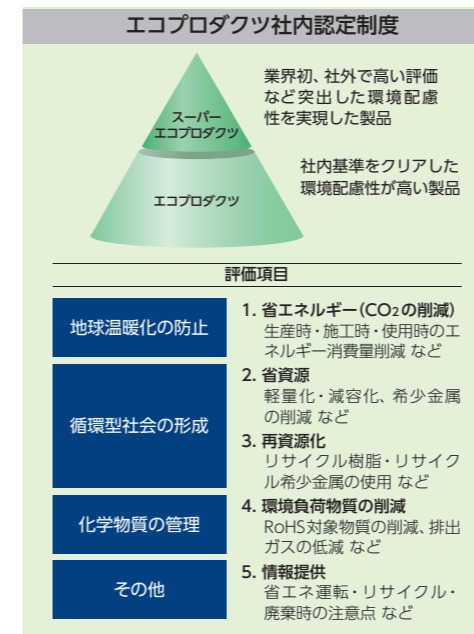 エコプロダクツ社内認定制度
スーパー
エコプロダクツ
業界初、社外で高い評価
など突出した環境配慮
性を実現した製品
エコプロダクツ
社内基準をクリアした
環境配慮性が高い製品
評価項目
地球温暖化の防止
1. 省エネルギー(CO2の削減)
生産時・施工時・使用時のエ
ネルギー消費量削減 など
循環型社会の形成
2. 省資源
軽量化・減容化、希少金属
の削減 など
3. 再資源化
リサイクル樹脂・リサイク
ル希少金属の使用 など
化学物質の管理
4. 環境負荷物質の削減
RoHS対象物質の削減、排出
ガスの低減 など
その他
5. 情報提供
省エネ運転・リサイクル・
廃棄時の注意点 など